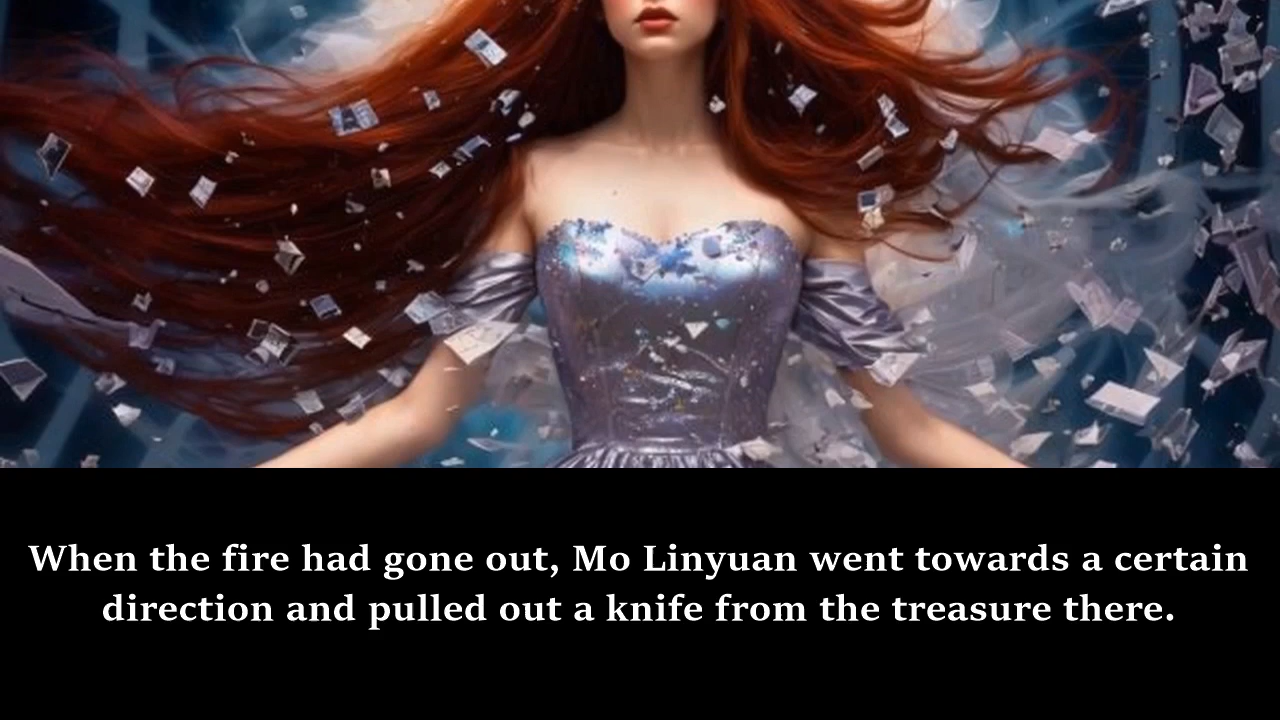 When the fire had gone out, Mo Linyuan went towards a certain
direction and pulled out a knife from the treasure there.